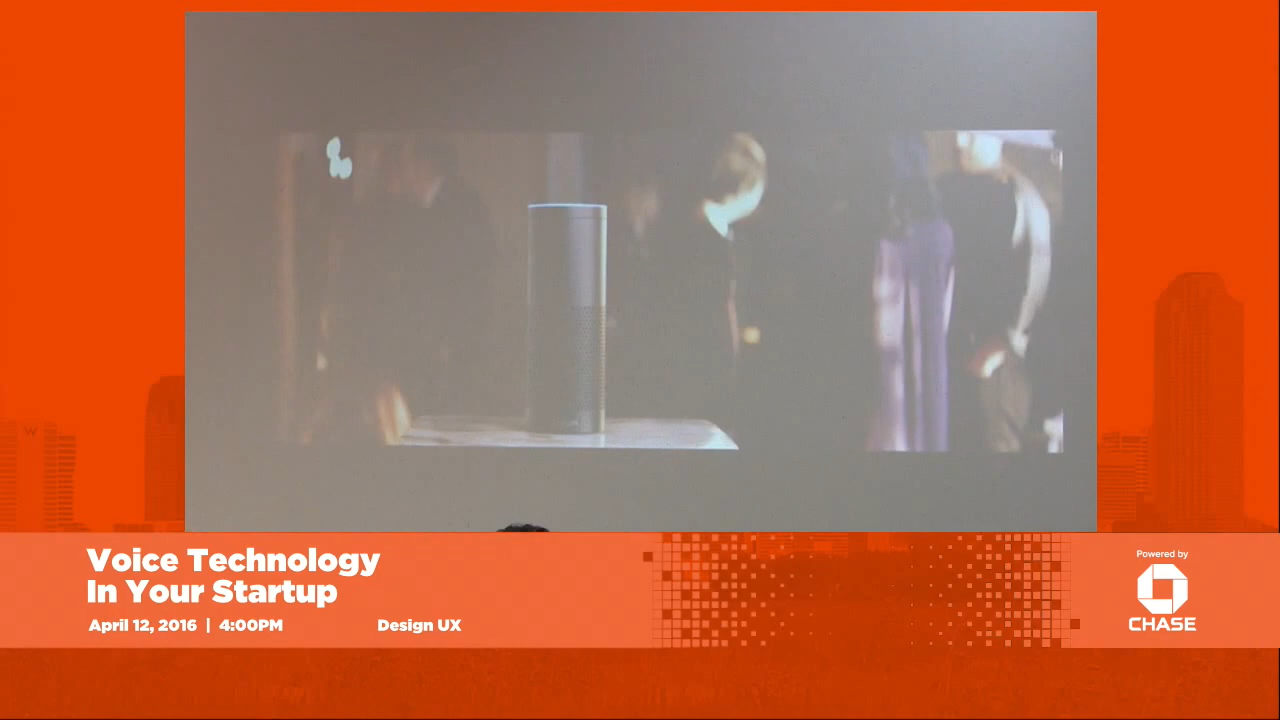 Voice Technology
In Your Startup
April 12, 2016 | 4:00PM
Design UX
Powered by
CHASE
W